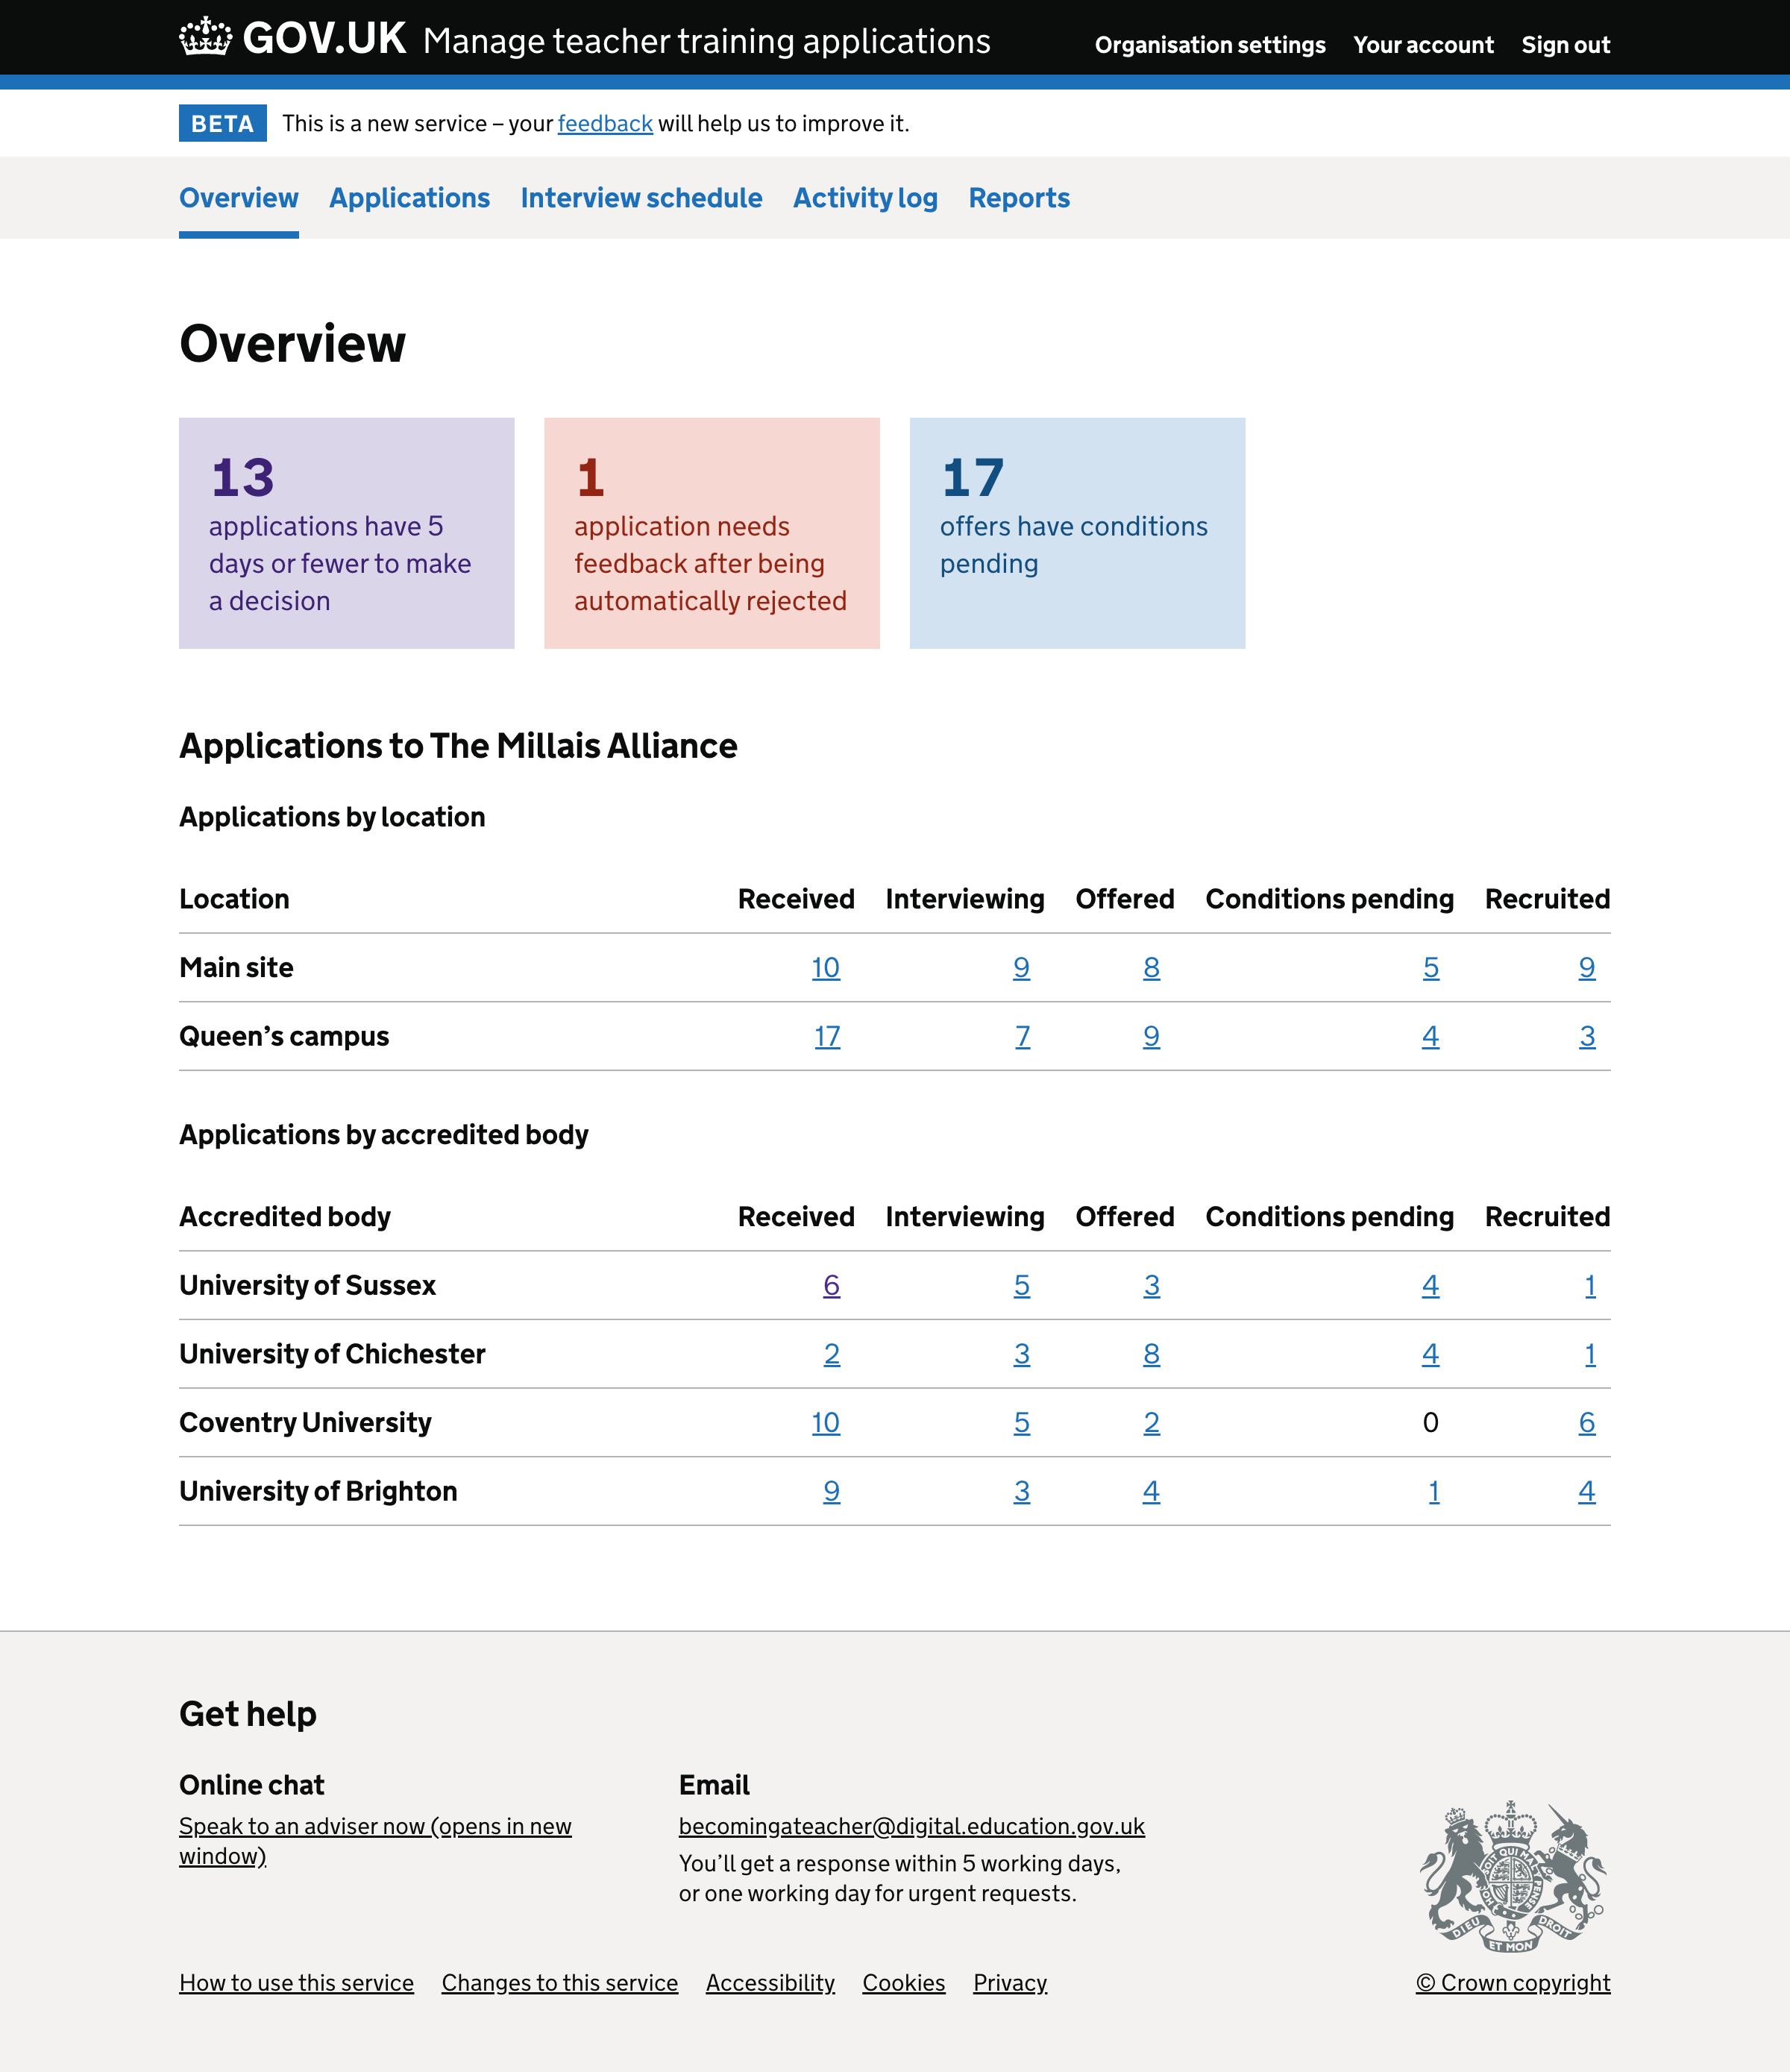 GOV.UK Manage teacher training applications Organisation settings Your account Sign out
BETA This is a new service – your feedback will help us to improve it.
Overview Applications Interview schedule Activity log Reports
Overview
13
applications have 5
days or fewer to make
a decision
1
application needs
feedback after being
automatically rejected
17
offers have conditions
pending
Applications to The Millais Alliance
Applications by location
Location Received Interviewing Offered Conditions pending Recruited
Main site 10 9 8 5 9
Queen’s campus 17 7 9 4 3
Applications by accredited body
Accredited body Received Interviewing Offered Conditions pending Recruited
University of Sussex 6 5 3 4 1
University of Chichester 2 3 8 4 1
Coventry University 10 5 2 0 6
University of Brighton 9 3 4 1 4
Get help
Online chat
Speak to an adviser now (opens in new
window)
Email
becomingateacher@digital.education.gov.uk
You’ll get a response within 5 working days,
or one working day for urgent requests.
DIEU ET MON DROIT
How to use this service Changes to this service Accessibility Cookies Privacy © Crown copyright